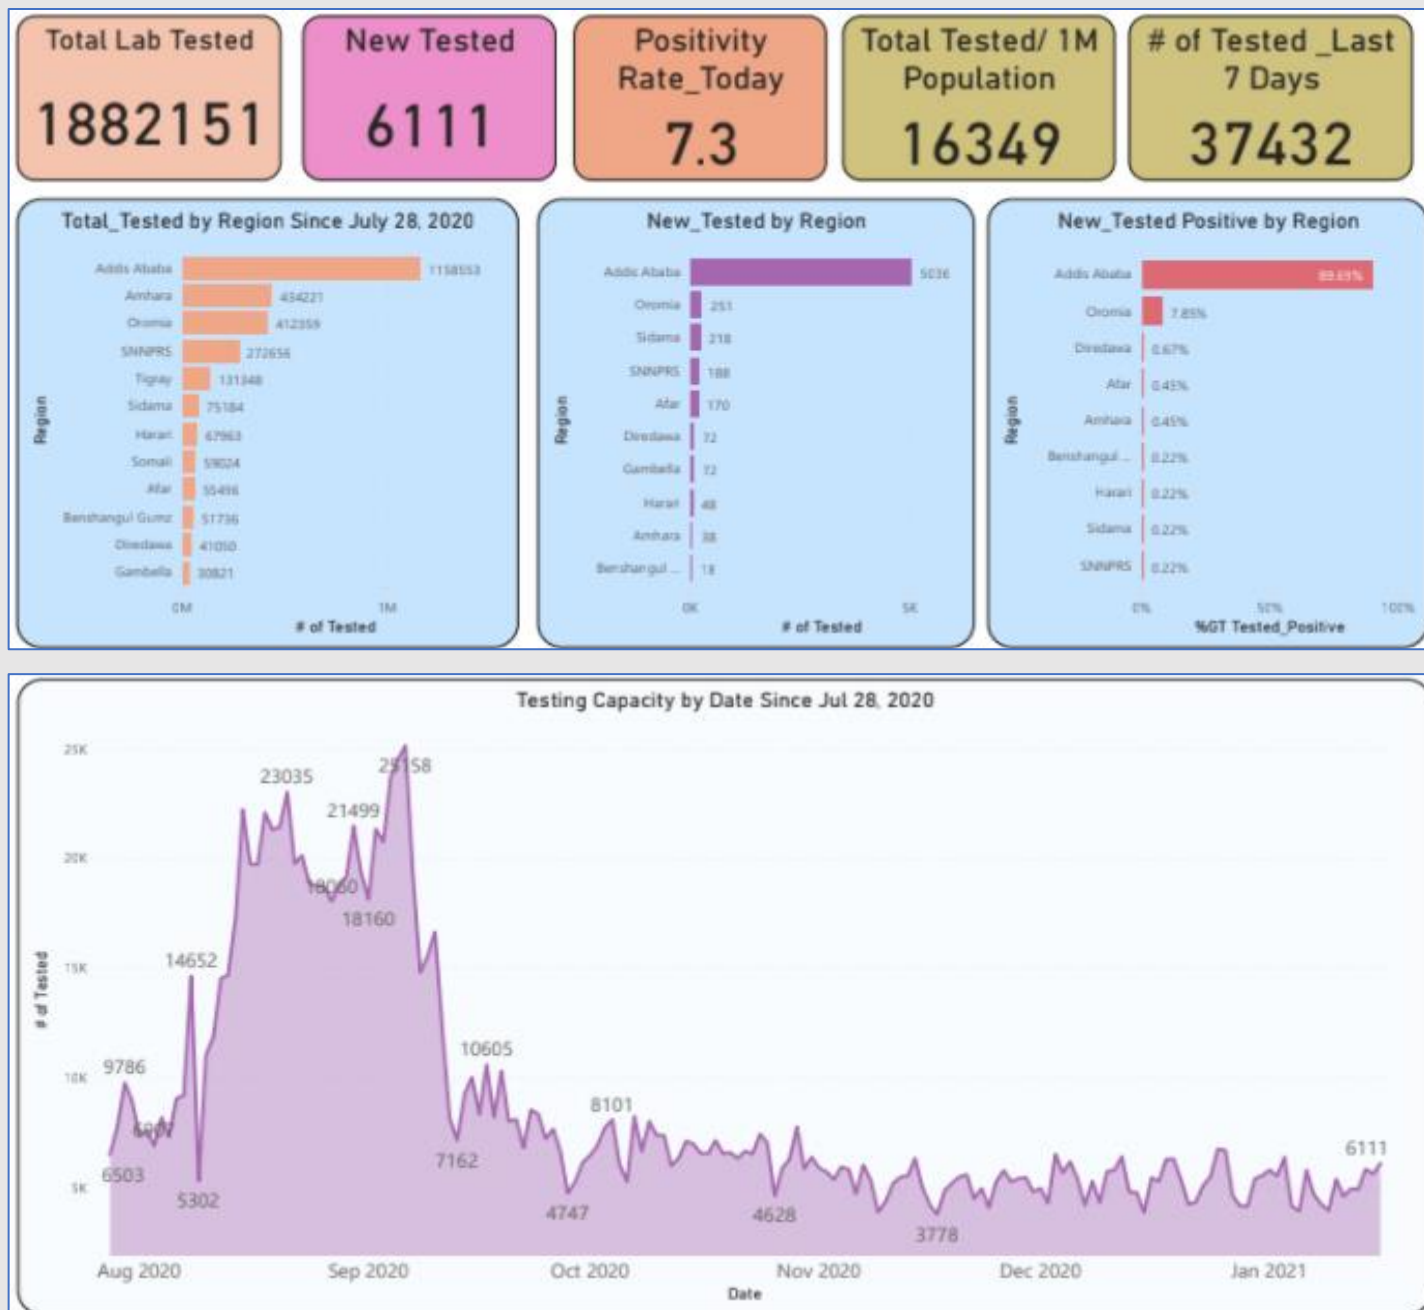 Total Lab Tested
1882151
New Tested
6111
Positivity
Rate_Today
7.3
Total Tested/ 1M
Population
16349
# of Tested _Last
7 Days
37432
Total_Tested by Region Since July 28, 2020
Region
Addis Ababa 1158553
Amhara 434221
Oromia 412359
SNNPRS 272656
Tigray 131348
Sidama 75184
Harari 67963
Somali 59024
Afar 55496
Benshangul Gumz 51736
Diredawa 41050
Gambella 30821
0M 1M
# of Tested
New_Tested by Region
Region
Addis Ababa 5036
Oromia 251
Sidama 218
SNNPRS 188
Afar 170
Diredawa 72
Gambella 72
Harari 48
Amhara 38
Benshangul ... 18
0K 5K
# of Tested
New_Tested Positive by Region
Region
Addis Ababa 89.69%
Oromia 7.85%
Diredawa 0.67%
Afar 0.45%
Amhara 0.45%
Benshangul ... 0.22%
Harari 0.22%
Sidama 0.22%
SNNPRS 0.22%
0% 50% 100%
%GT Tested_Positive
Testing Capacity by Date Since Jul 28, 2020
# of Tested
25K
20K
15K
10K
5K
25158
23035
21499
18060
18160
14652
9786
10605
8101
6503
5302
7162
4747
4628
3778
6111
Aug 2020 Sep 2020 Oct 2020 Nov 2020 Dec 2020 Jan 2021
Date